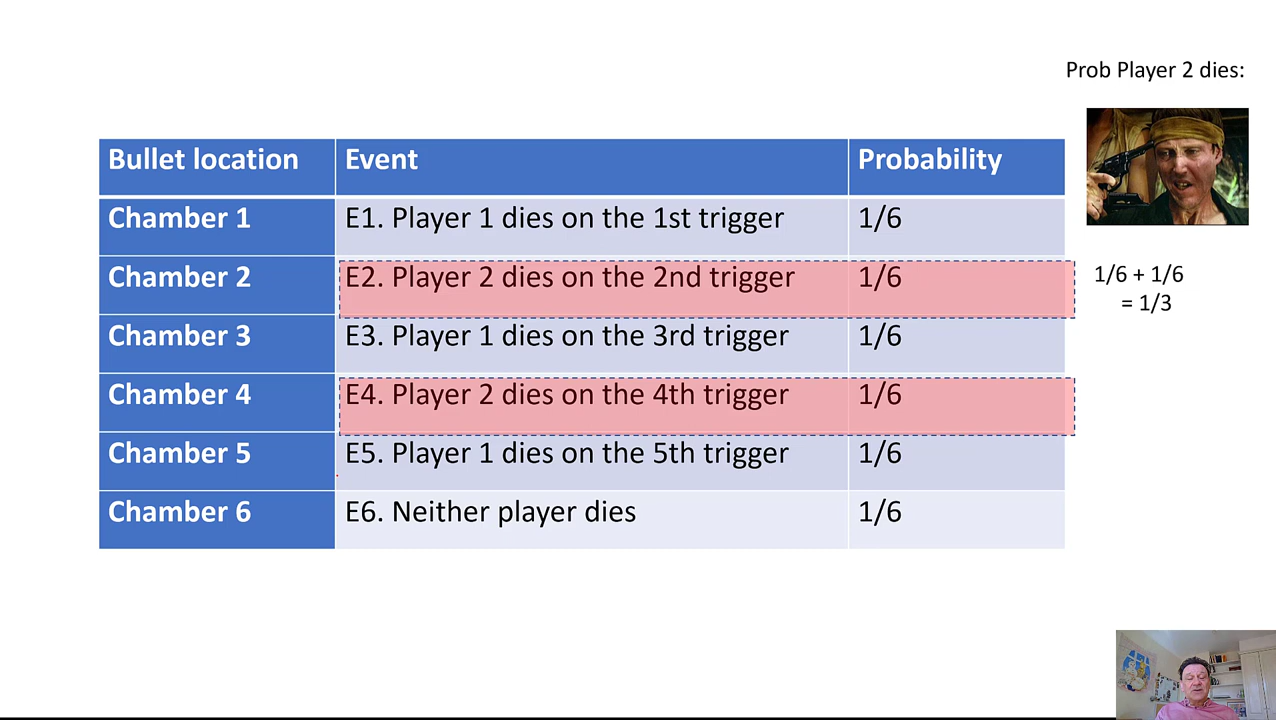 Prob Player 2 dies:
Bullet location Event Probability
Chamber 1 E1. Player 1 dies on the 1st trigger 1/6
Chamber 2 E2. Player 2 dies on the 2nd trigger 1/6
1/6 + 1/6
= 1/3
Chamber 3 E3. Player 1 dies on the 3rd trigger 1/6
Chamber 4 E4. Player 2 dies on the 4th trigger 1/6
Chamber 5 E5. Player 1 dies on the 5th trigger 1/6
Chamber 6 E6. Neither player dies 1/6